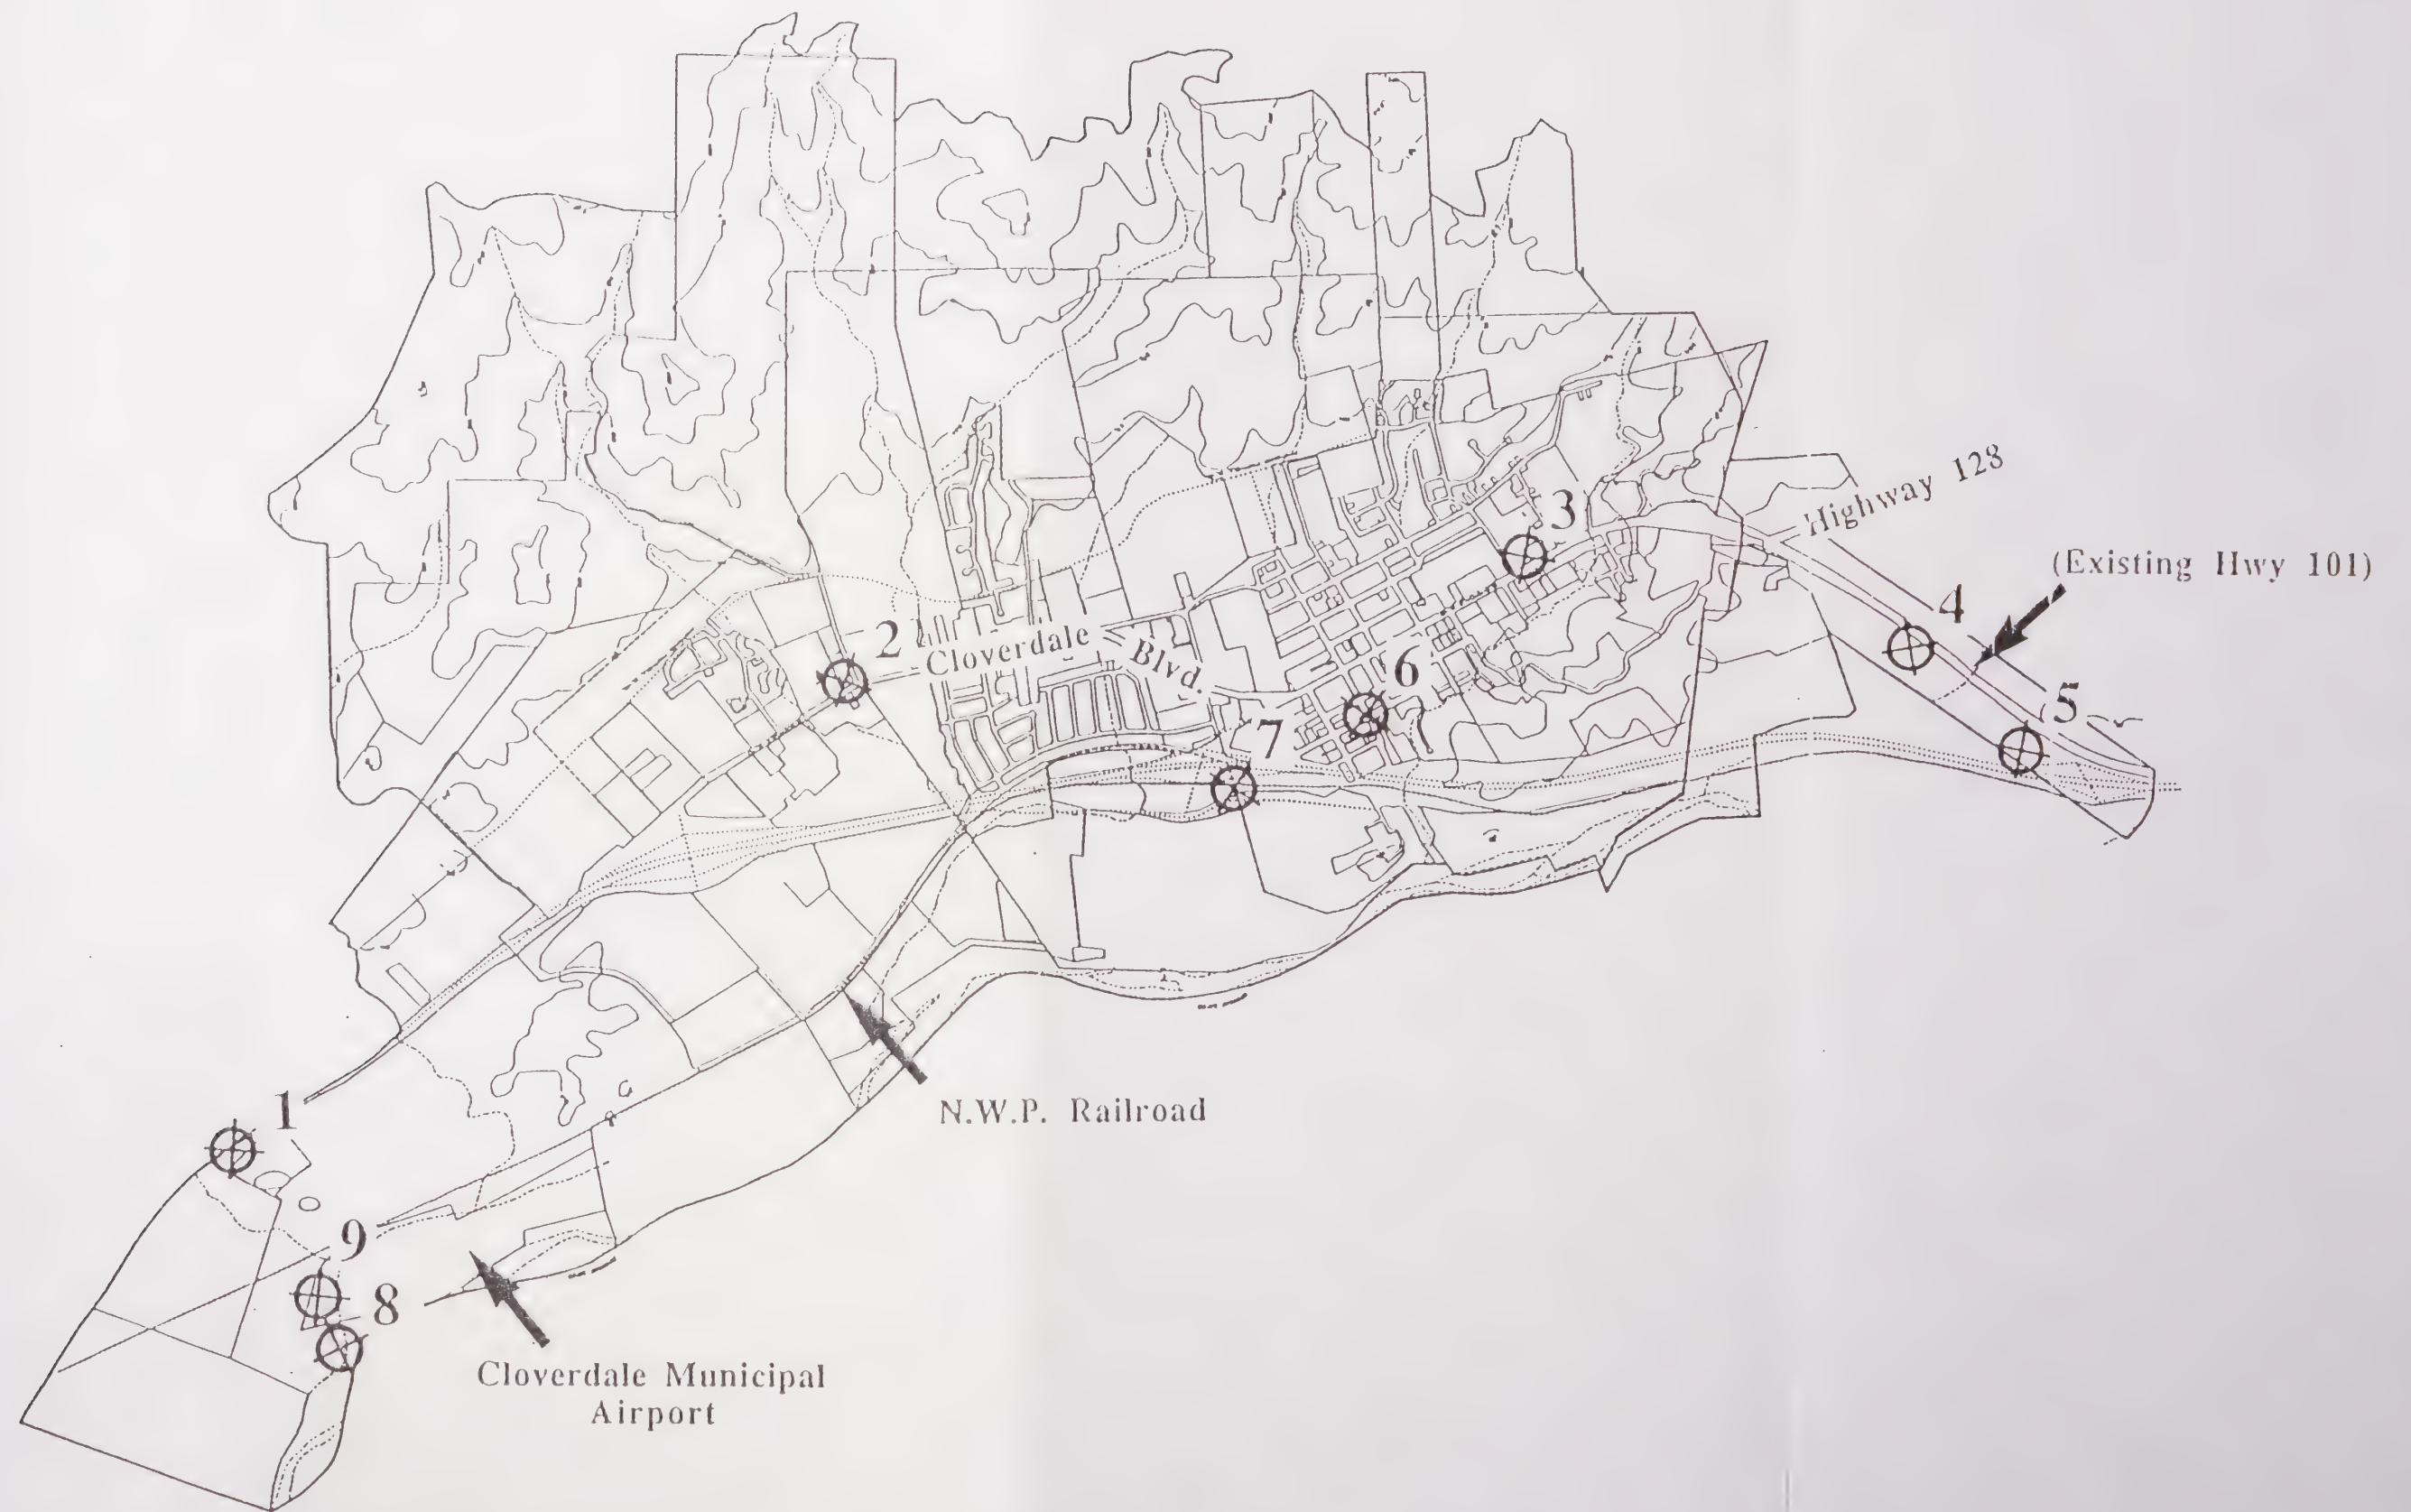 3
Highway 128
(Existing Hwy 101)
4
2
Cloverdale Blvd.
6
5
7
N.W.P. Railroad
1
9
8
Cloverdale Municipal
Airport